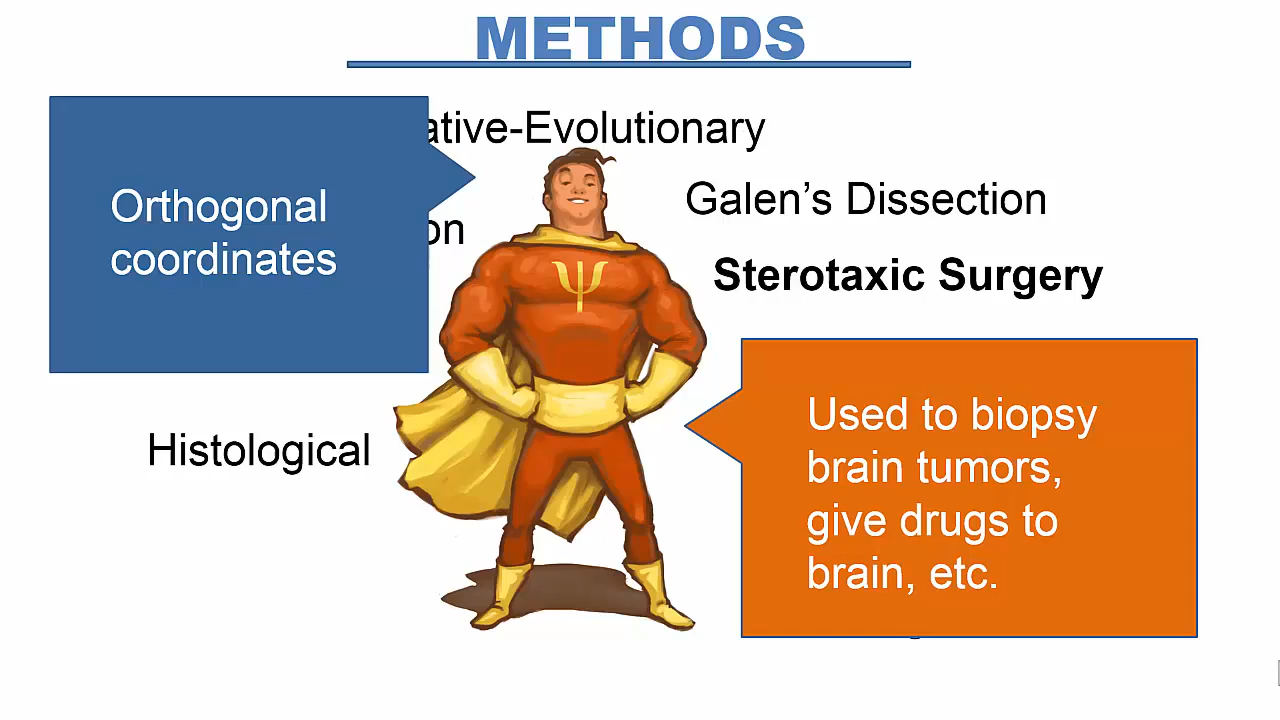 METHODS
ative-Evolutionary
Orthogonal
coordinates
Galen's Dissection
on
Sterotaxic Surgery
Ψ
Histological
Used to biopsy
brain tumors,
give drugs to
brain, etc.